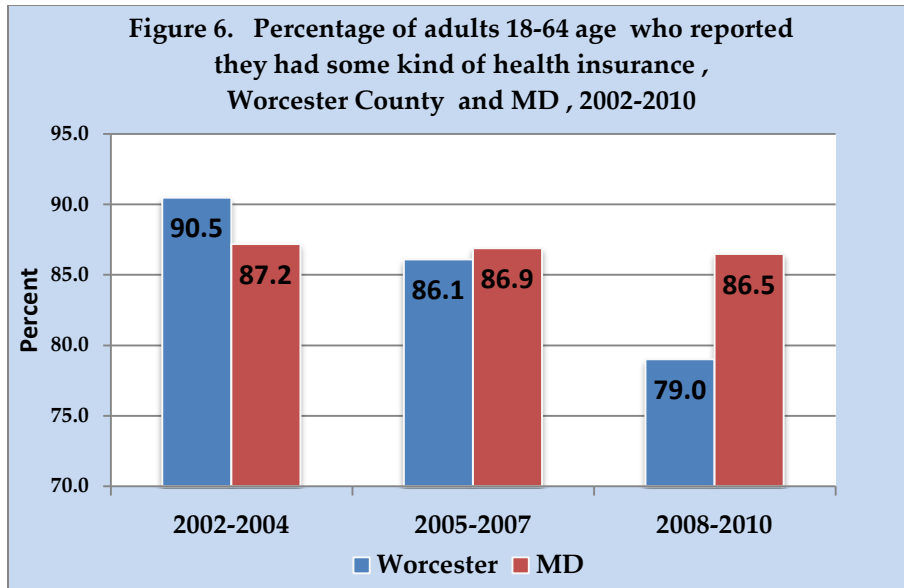 Figure 6. Percentage of adults 18-64 age who reported
they had some kind of health insurance ,
Worcester County and MD , 2002-2010
Percent
95.0
90.0
85.0
80.0
75.0
70.0
90.5
87.2
86.1
86.9
79.0
86.5
2002-2004
2005-2007
2008-2010
Worcester
MD